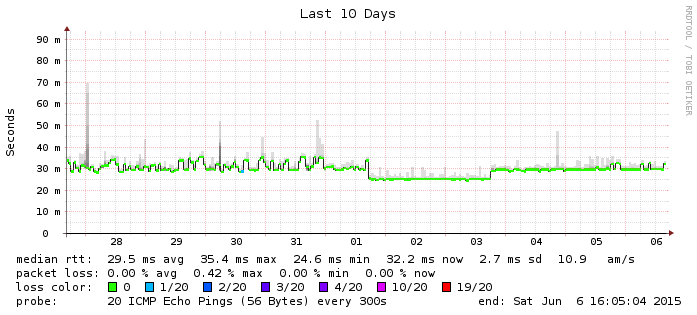 Last 10 Days
RRDTOOL / TOBI OETIKER
Seconds
90 m
80 m
70 m
60 m
50 m
40 m
30 m
20 m
10 m
0
28 29 30 31 01 02 03 04 05 06
median rtt: 29.5 ms avg 35.4 ms max 24.6 ms min 32.2 ms now 2.7 ms sd 10.9 am/s
packet loss: 0.00 % avg 0.42 % max 0.00 % min 0.00 % now
loss color: 0 1/20 2/20 3/20 4/20 10/20 19/20
probe: 20 ICMP Echo Pings (56 Bytes) every 300s end: Sat Jun 6 16:05:04 2015